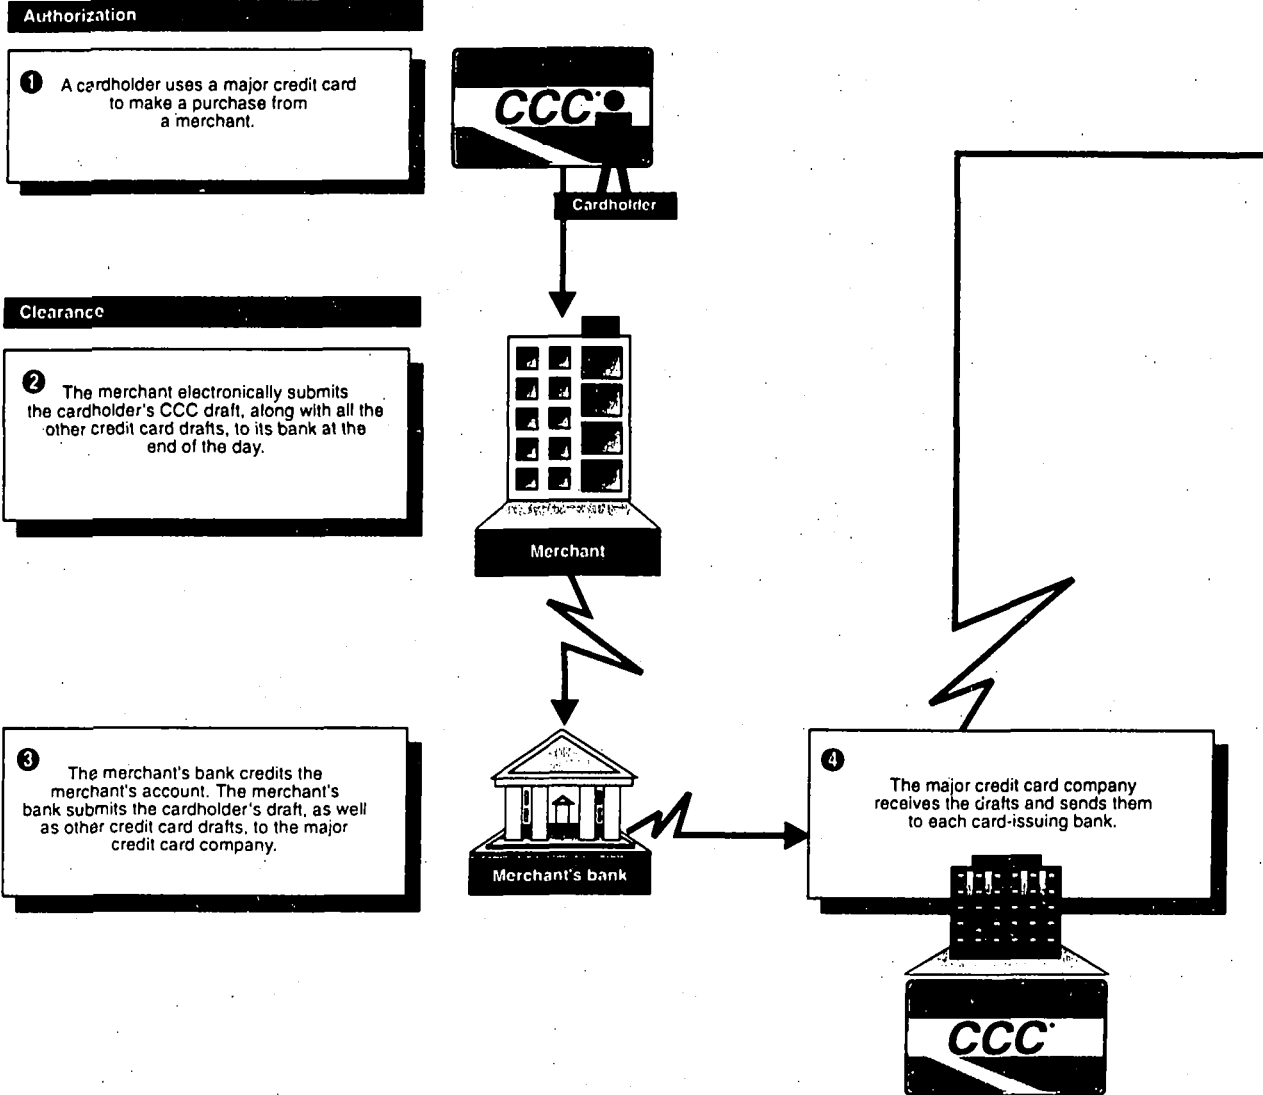 Authorization
1
A cardholder uses a major credit card
to make a purchase from
a merchant.
CCC
Cardholder
Clearance
2
The merchant electronically submits
the cardholder's CCC draft, along with all the
other credit card drafts, to its bank at the
end of the day.
Merchant
3
The merchant's bank credits the
merchant's account. The merchant's
bank submits the cardholder's draft, as well
as other credit card drafts, to the major
credit card company.
Merchant's bank
4
The major credit card company
receives the drafts and sends them
to each card-issuing bank.
CCC